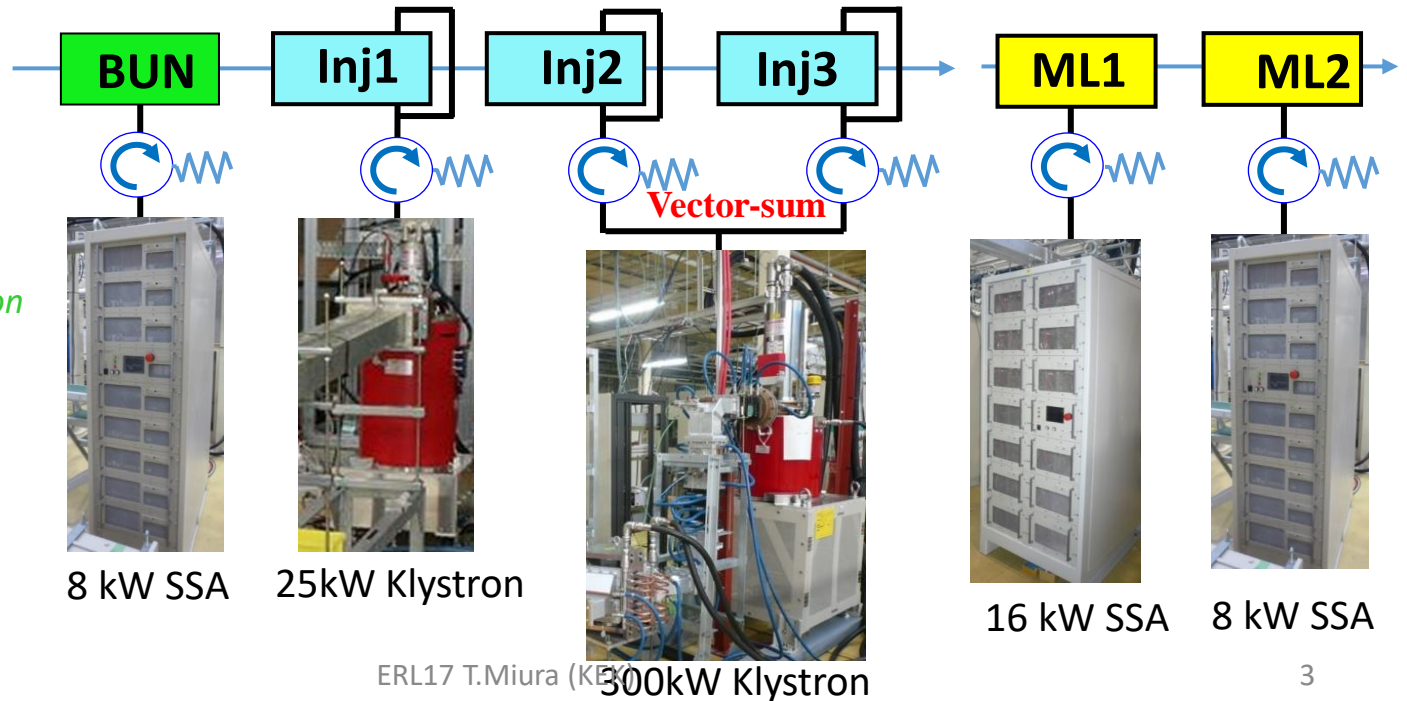 BUN
Inj1
Inj2
Inj3
ML1
ML2
Vector-sum
on
8 kW SSA
25kW Klystron
300kW Klystron
16 kW SSA
8 kW SSA
ERL17 T.Miura (KEK)
3